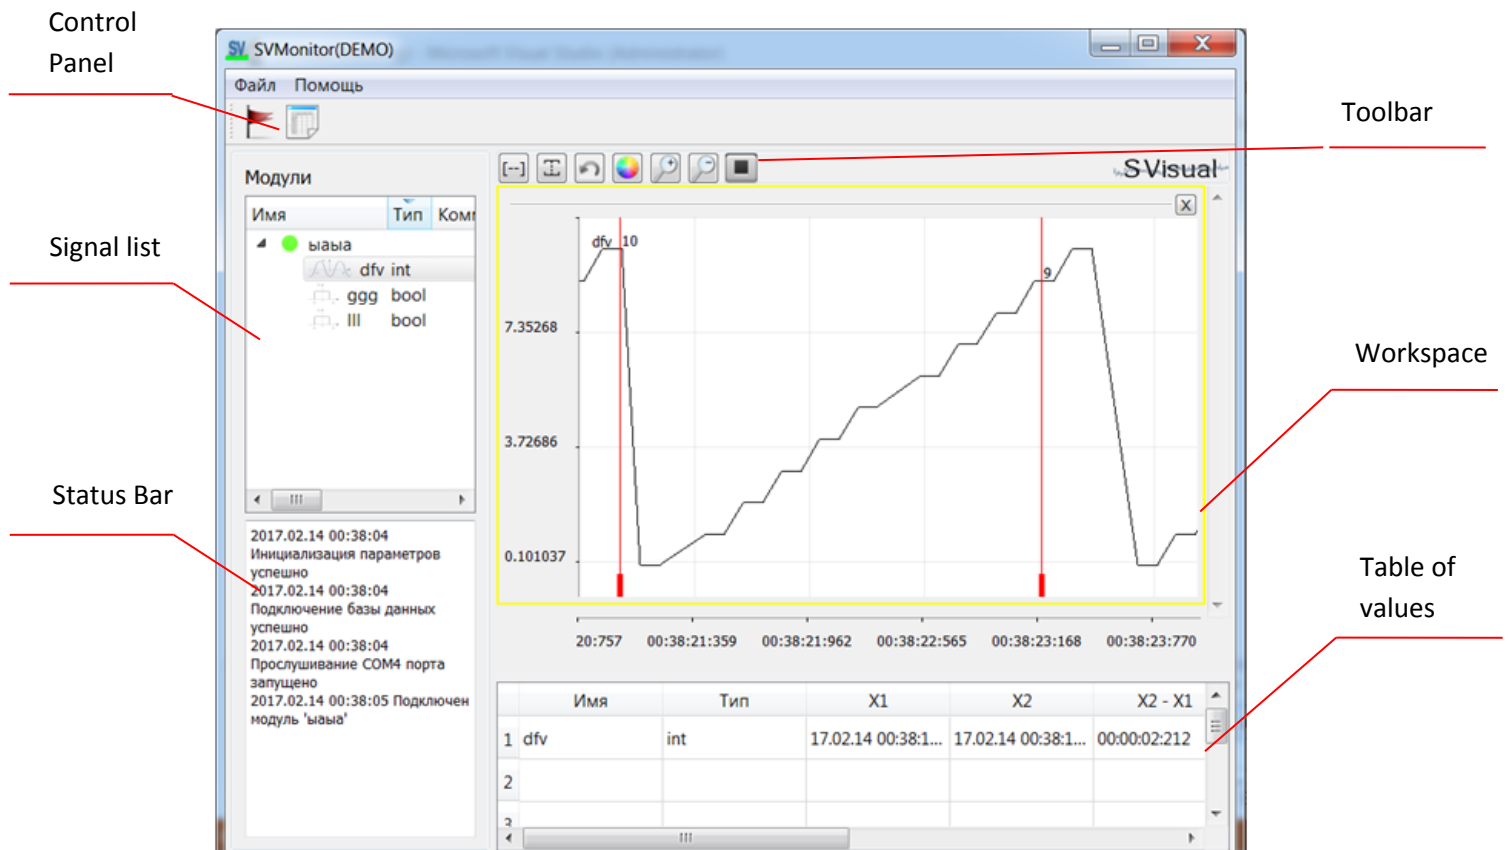 Control
Panel
SVMonitor(DEMO)
Файл Помощь
Toolbar
SVisual
Модули
Имя Тип Комм
Signal list
ыаыа
dfv int
ggg bool
lll bool
[--]
X
dfv 10
9
7.35268
3.72686
0.101037
Workspace
Status Bar
2017.02.14 00:38:04
Инициализация параметров
успешно
2017.02.14 00:38:04
Подключение базы данных
успешно
2017.02.14 00:38:04
Прослушивание COM4 порта
запущено
2017.02.14 00:38:05 Подключен
модуль 'ыаыа'
Table of
values
20:757 00:38:21:359 00:38:21:962 00:38:22:565 00:38:23:168 00:38:23:770
Имя Тип X1 X2 X2 - X1
1 dfv int 17.02.14 00:38:1... 17.02.14 00:38:1... 00:00:02:212
2
3